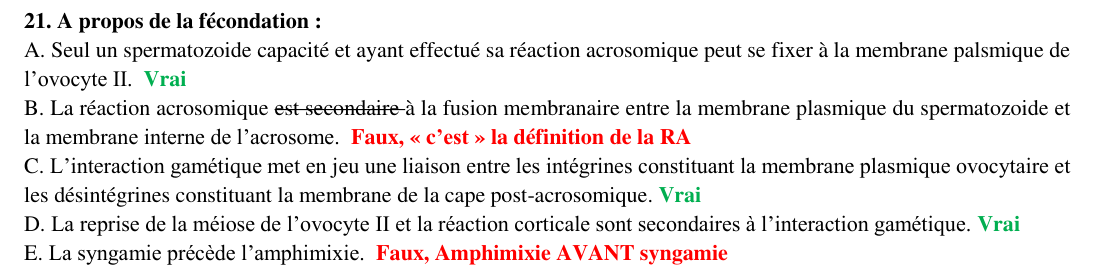 21. A propos de la fécondation :
A. Seul un spermatozoide capacité et ayant effectué sa réaction acrosomique peut se fixer à la membrane palsmique de
l’ovocyte II. Vrai
B. La réaction acrosomique est secondaire à la fusion membranaire entre la membrane plasmique du spermatozoide et
la membrane interne de l’acrosome. Faux, « c’est » la définition de la RA
C. L’interaction gamétique met en jeu une liaison entre les intégrines constituant la membrane plasmique ovocytaire et
les désintégrines constituant la membrane de la cape post-acrosomique. Vrai
D. La reprise de la méiose de l’ovocyte II et la réaction corticale sont secondaires à l’interaction gamétique. Vrai
E. La syngamie précède l’amphimixie. Faux, Amphimixie AVANT syngamie